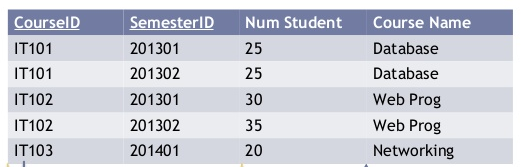 CourseID SemesterID Num Student Course Name
IT101 201301 25 Database
IT101 201302 25 Database
IT102 201301 30 Web Prog
IT102 201302 35 Web Prog
IT103 201401 20 Networking